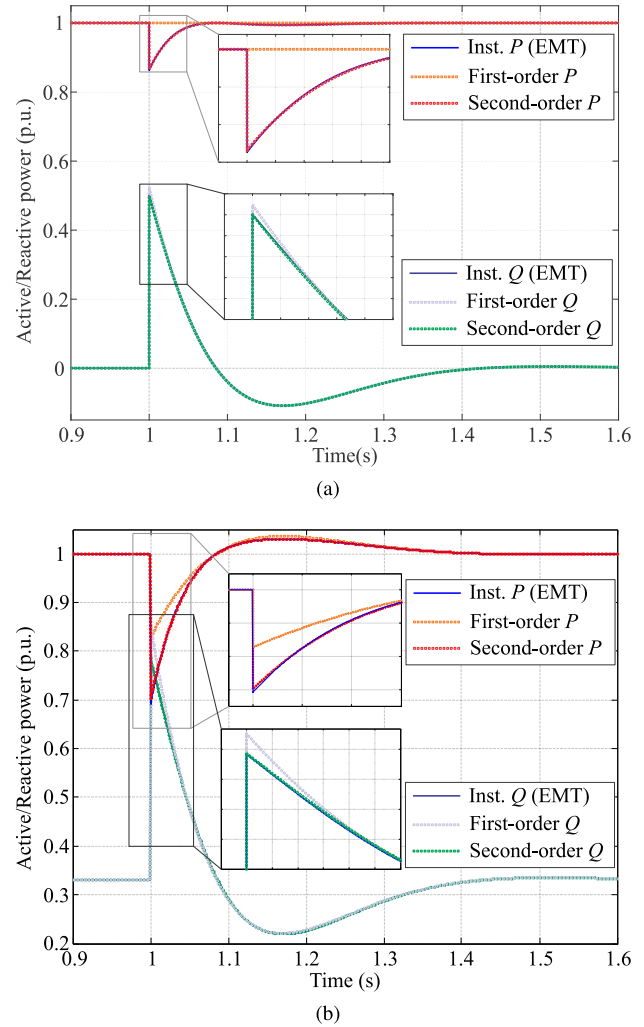 1
0.8
0.6
0.4
0.2
0
Active/Reactive power (p.u.)
Inst. P (EMT)
First-order P
Second-order P
Inst. Q (EMT)
First-order Q
Second-order Q
0.9 1 1.1 1.2 1.3 1.4 1.5 1.6
Time(s)
(a)
1
0.9
0.8
0.7
0.6
0.5
0.4
0.3
0.2
Active/Reactive power (p.u.)
Inst. P (EMT)
First-order P
Second-order P
Inst. Q (EMT)
First-order Q
Second-order Q
0.9 1 1.1 1.2 1.3 1.4 1.5 1.6
Time (s)
(b)